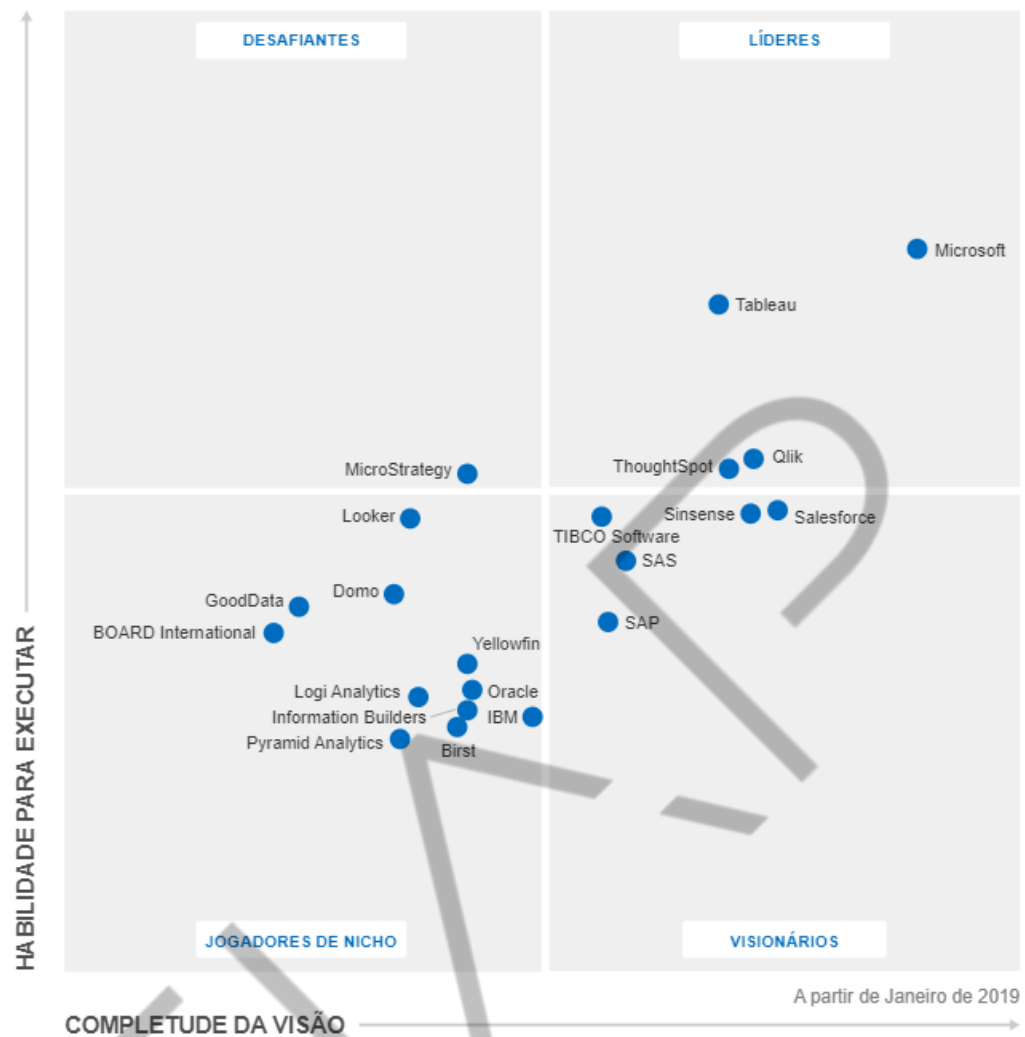 DESAFIANTES
LÍDERES
Microsoft
Tableau
MicroStrategy
ThoughtSpot
Qlik
Looker
Sinsense
Salesforce
TIBCO Software
SAS
Domo
GoodData
BOARD International
SAP
Yellowfin
Logi Analytics
Oracle
Information Builders
IBM
Pyramid Analytics
Birst
JOGADORES DE NICHO
VISIONÁRIOS
HABILIDADE PARA EXECUTAR
A partir de Janeiro de 2019
COMPLETUDE DA VISÃO